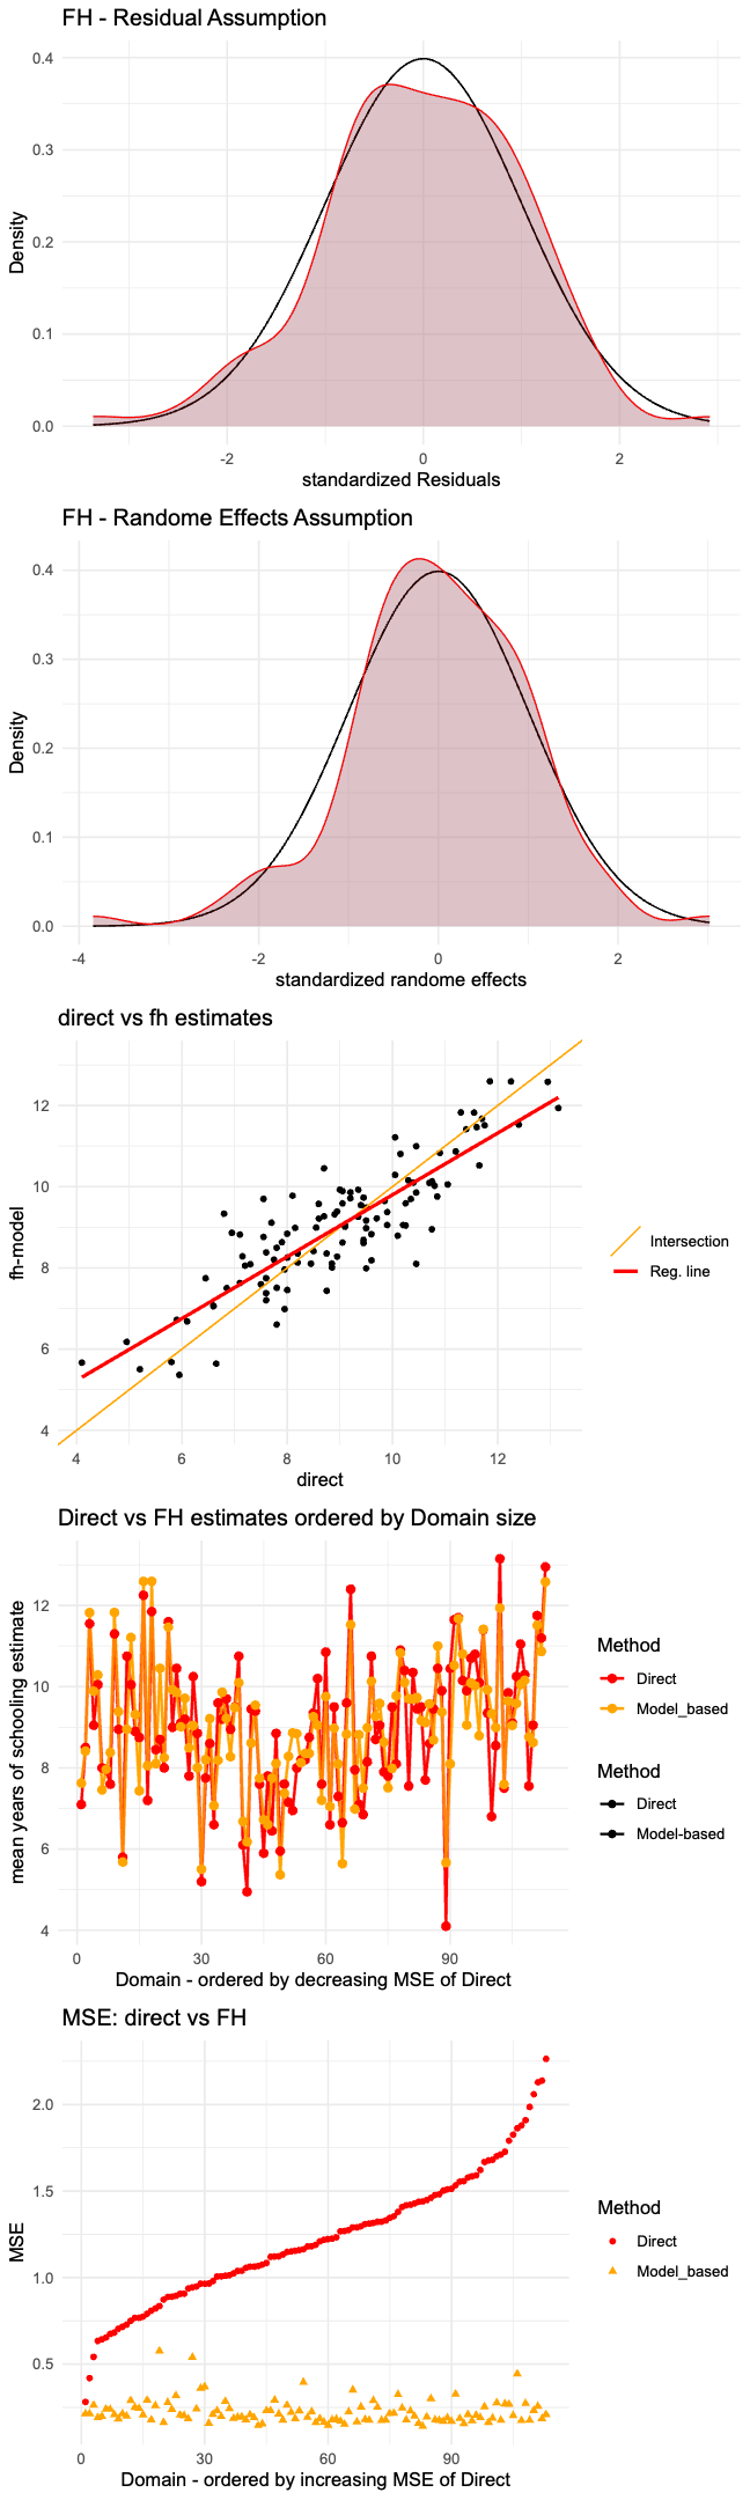 FH - Residual Assumption
0.4
0.3
0.2
0.1
0.0
Density
-2
0
2
standardized Residuals
FH - Randome Effects Assumption
0.4
0.3
0.2
0.1
0.0
Density
-4
-2
0
2
standardized randome effects
direct vs fh estimates
12
10
8
6
4
fh-model
4
6
8
10
12
direct
Intersection
Reg. line
Direct vs FH estimates ordered by Domain size
12
10
8
6
4
mean years of schooling estimate
0
30
60
90
Domain - ordered by decreasing MSE of Direct
Method
Direct
Model_based
Method
Direct
Model-based
MSE: direct vs FH
2.0
1.5
1.0
0.5
MSE
0
30
60
90
Domain - ordered by increasing MSE of Direct
Method
Direct
Model_based